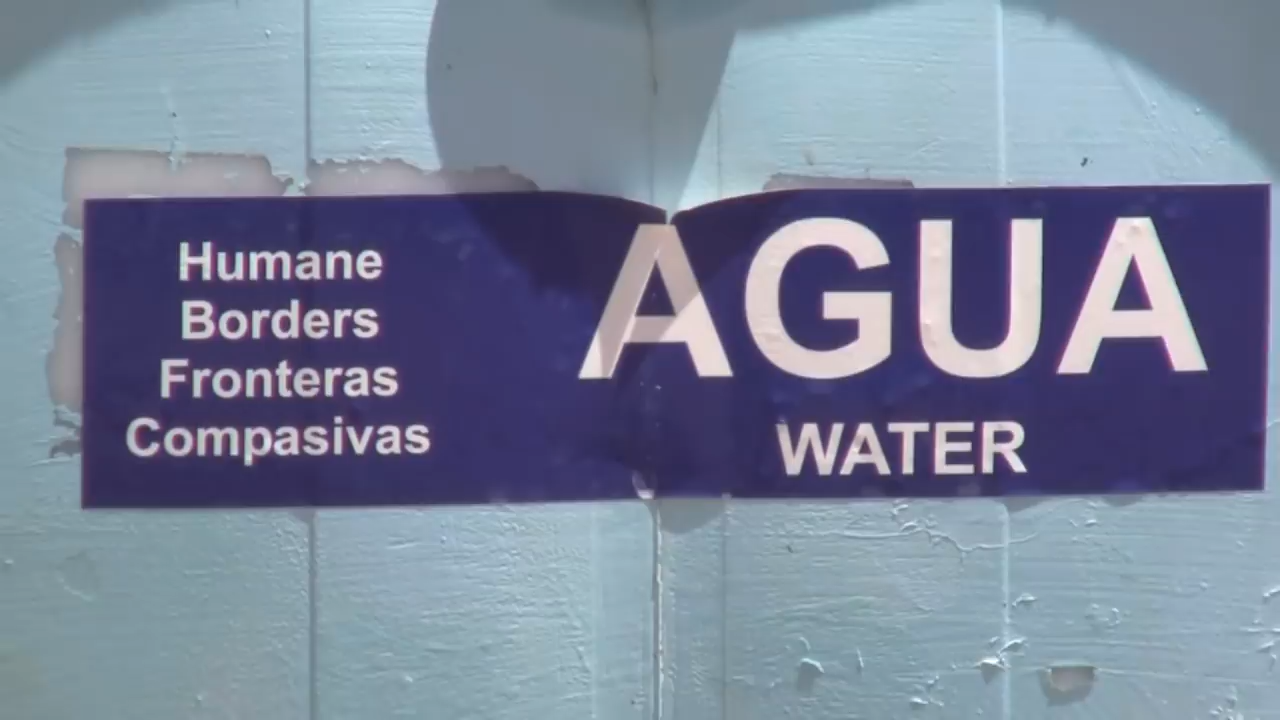 Humane
Borders
Fronteras
Compasivas
AGUA
WATER